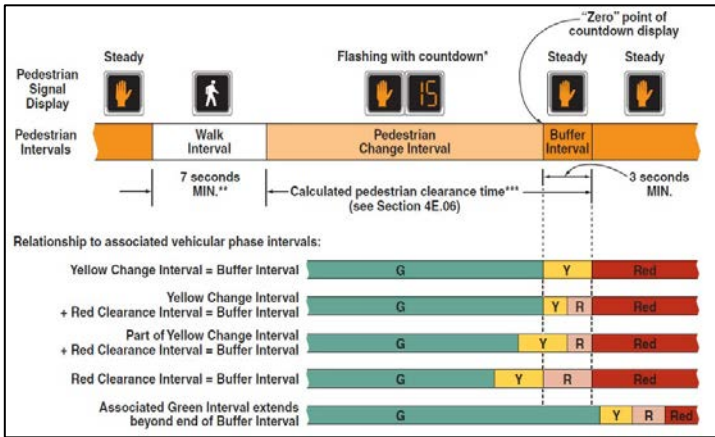 "Zero" point of
countdown display
Steady
Flashing with countdown*
Steady
Steady
Pedestrian
Signal
Display
15
Pedestrian
Intervals
Walk
Interval
Pedestrian
Change Interval
Buffer
Interval
7 seconds
MIN.**
Calculated pedestrian clearance time***
(see Section 4E.06)
3 seconds
MIN.
Relationship to associated vehicular phase intervals:
Yellow Change Interval = Buffer Interval
G
Y
Red
Yellow Change Interval
+ Red Clearance Interval = Buffer Interval
G
Y
R
Red
Part of Yellow Change Interval
+ Red Clearance Interval = Buffer Interval
G
Y
R
Red
Red Clearance Interval = Buffer Interval
G
Y
R
Red
Associated Green Interval extends
beyond end of Buffer Interval
G
Y
R
Red